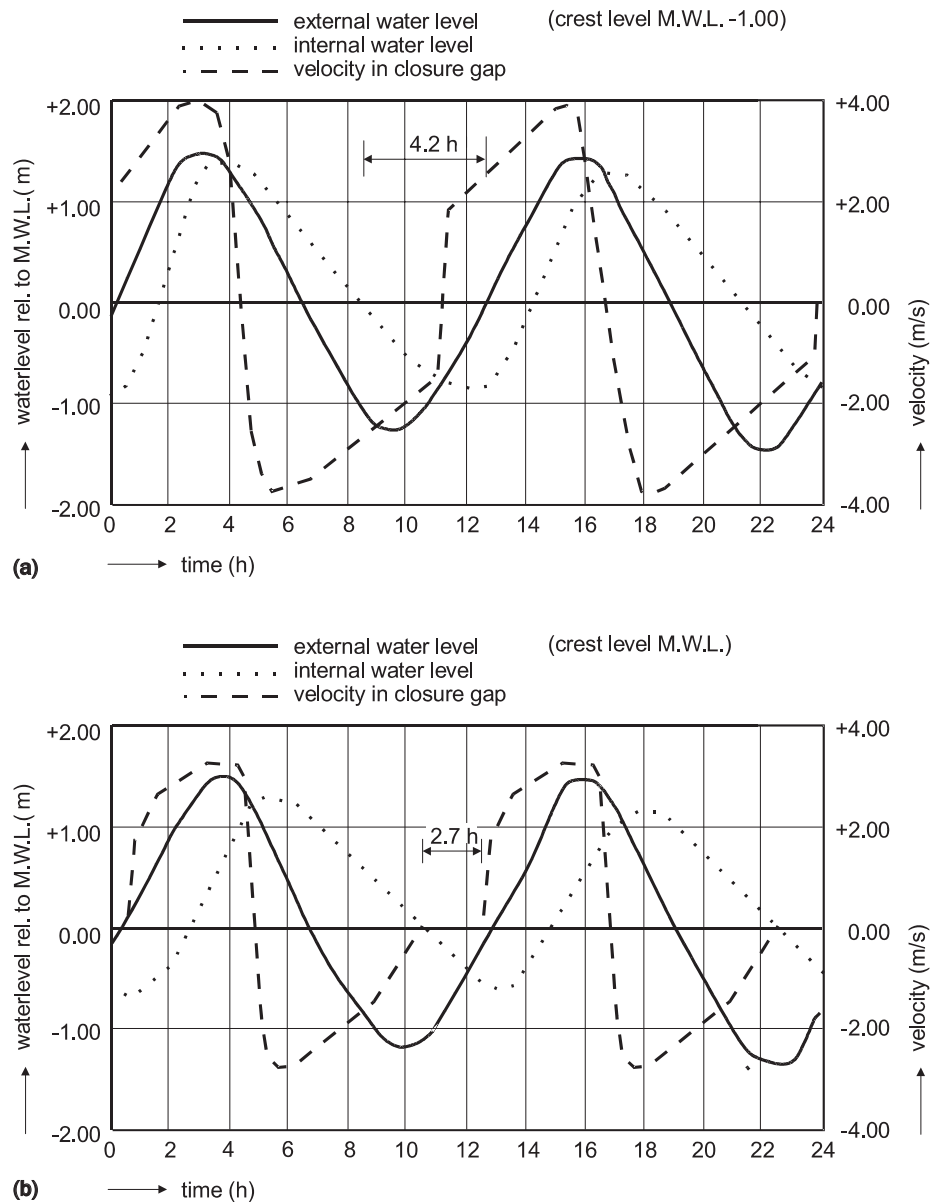 external water level (crest level M.W.L. -1.00)
internal water level
velocity in closure gap
+2.00 +4.00
4.2 h
+1.00 +2.00
0.00 0.00
-1.00 -2.00
-2.00 -4.00
waterlevel rel. to M.W.L.( m)
velocity (m/s)
0 2 4 6 8 10 12 14 16 18 20 22 24
(a) time (h)
external water level (crest level M.W.L.)
internal water level
velocity in closure gap
+2.00 +4.00
+1.00 2.7 h +2.00
0.00 0.00
-1.00 -2.00
-2.00 -4.00
waterlevel rel. to M.W.L.( m)
velocity (m/s)
0 2 4 6 8 10 12 14 16 18 20 22 24
(b) time (h)